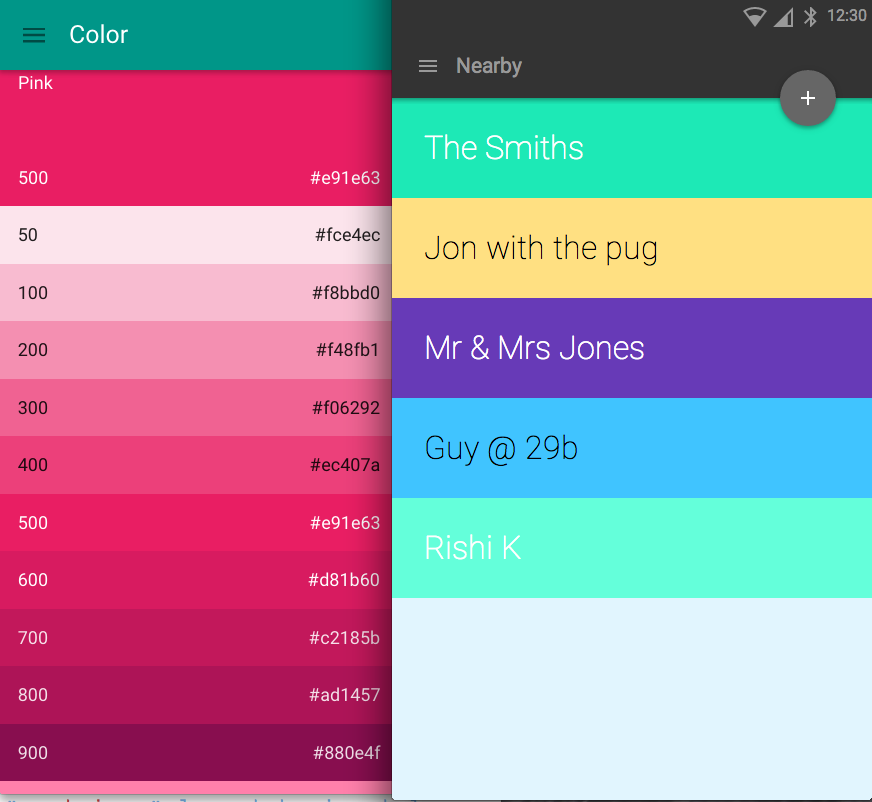 Color
Pink
500 #e91e63
50 #fce4ec
100 #f8bbd0
200 #f48fb1
300 #f06292
400 #ec407a
500 #e91e63
600 #d81b60
700 #c2185b
800 #ad1457
900 #880e4f
12:30
Nearby
The Smiths
Jon with the pug
Mr & Mrs Jones
Guy @ 29b
Rishi K